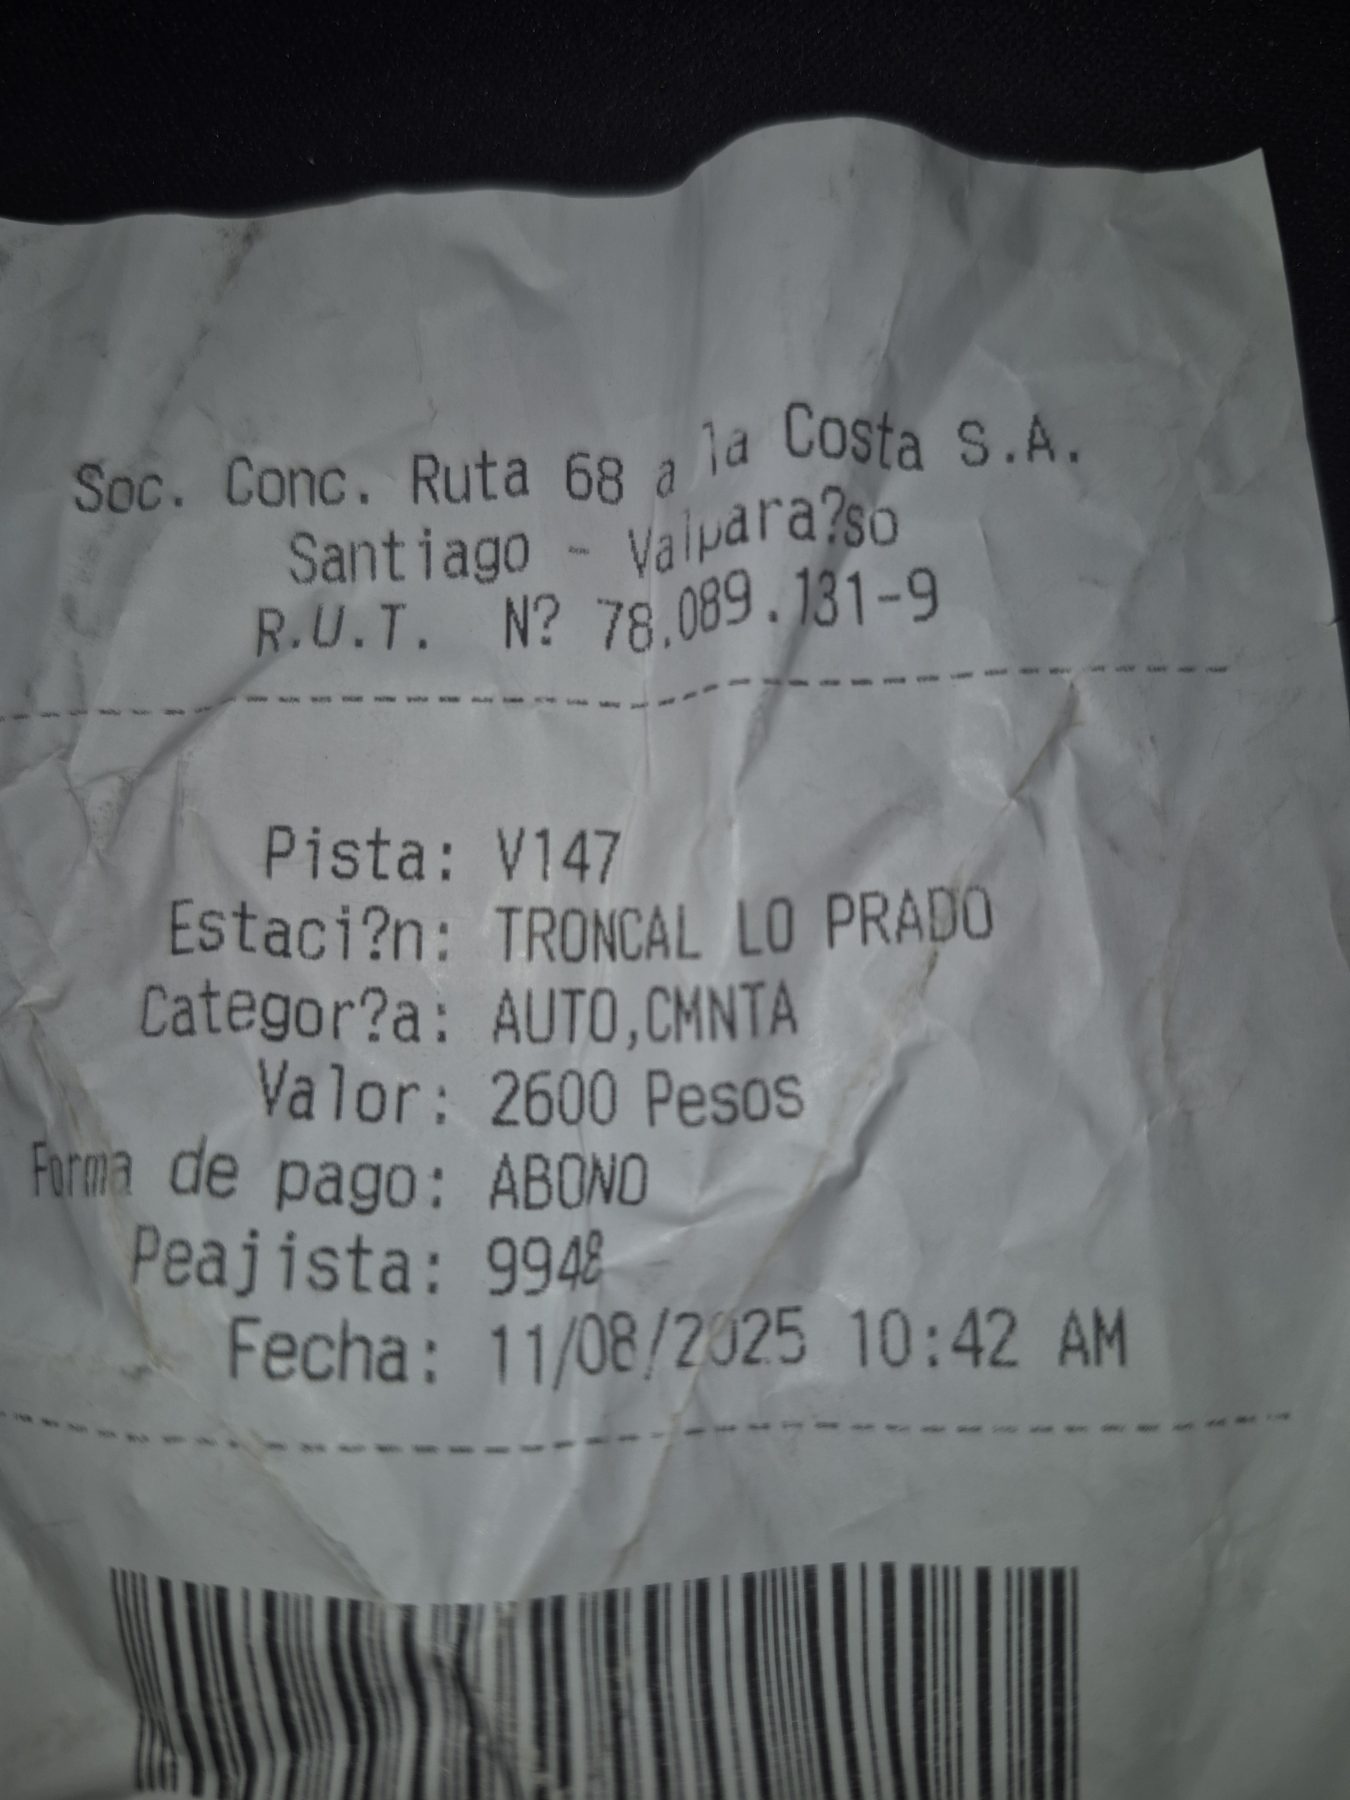 Soc. Conc. Ruta 68 a la Costa S.A.
Santiago - Valpara?so
R.U.T. N? 78.089.131-9
Pista: V147
Estaci?n: TRONCAL LO PRADO
Categor?a: AUTO,CMNTA
Valor: 2600 Pesos
Forma de pago: ABONO
Peajista: 9948
Fecha: 11/08/2025 10:42 AM